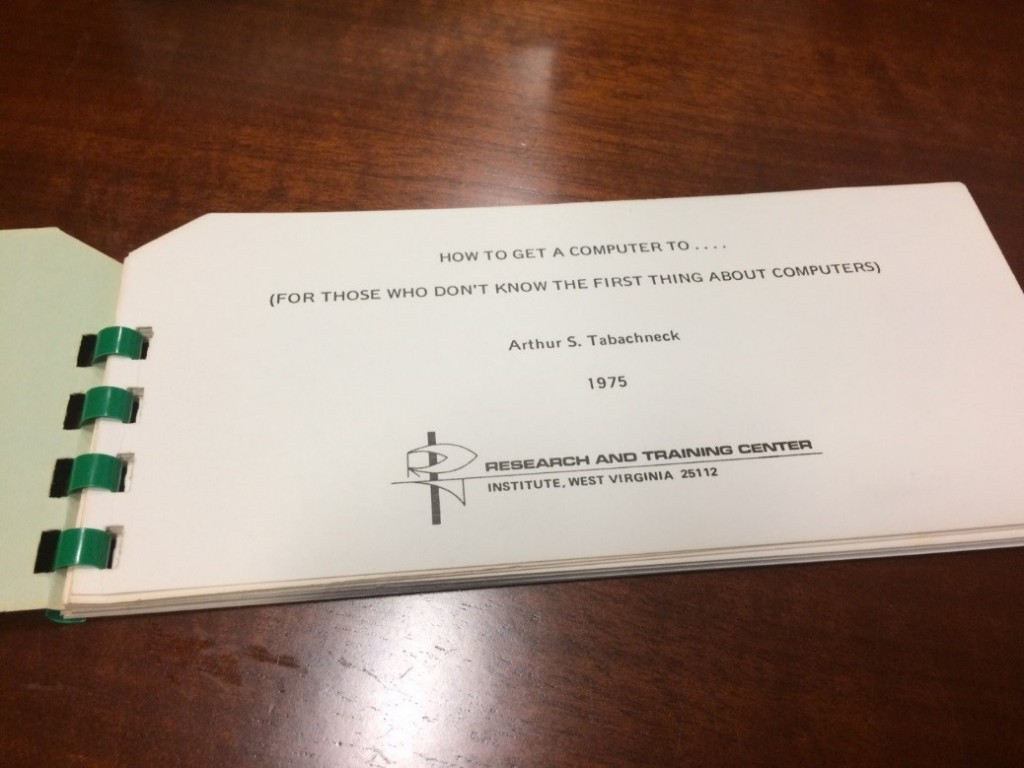 HOW TO GET A COMPUTER TO ....
(FOR THOSE WHO DON'T KNOW THE FIRST THING ABOUT COMPUTERS)
Arthur S. Tabachneck
1975
RESEARCH AND TRAINING CENTER
INSTITUTE, WEST VIRGINIA 25112